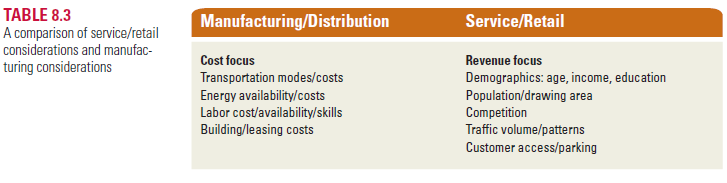 TABLE 8.3
A comparison of service/retail
considerations and manufac-
turing considerations
Manufacturing/Distribution
Cost focus
Transportation modes/costs
Energy availability/costs
Labor cost/availability/skills
Building/leasing costs
Service/Retail
Revenue focus
Demographics: age, income, education
Population/drawing area
Competition
Traffic volume/patterns
Customer access/parking